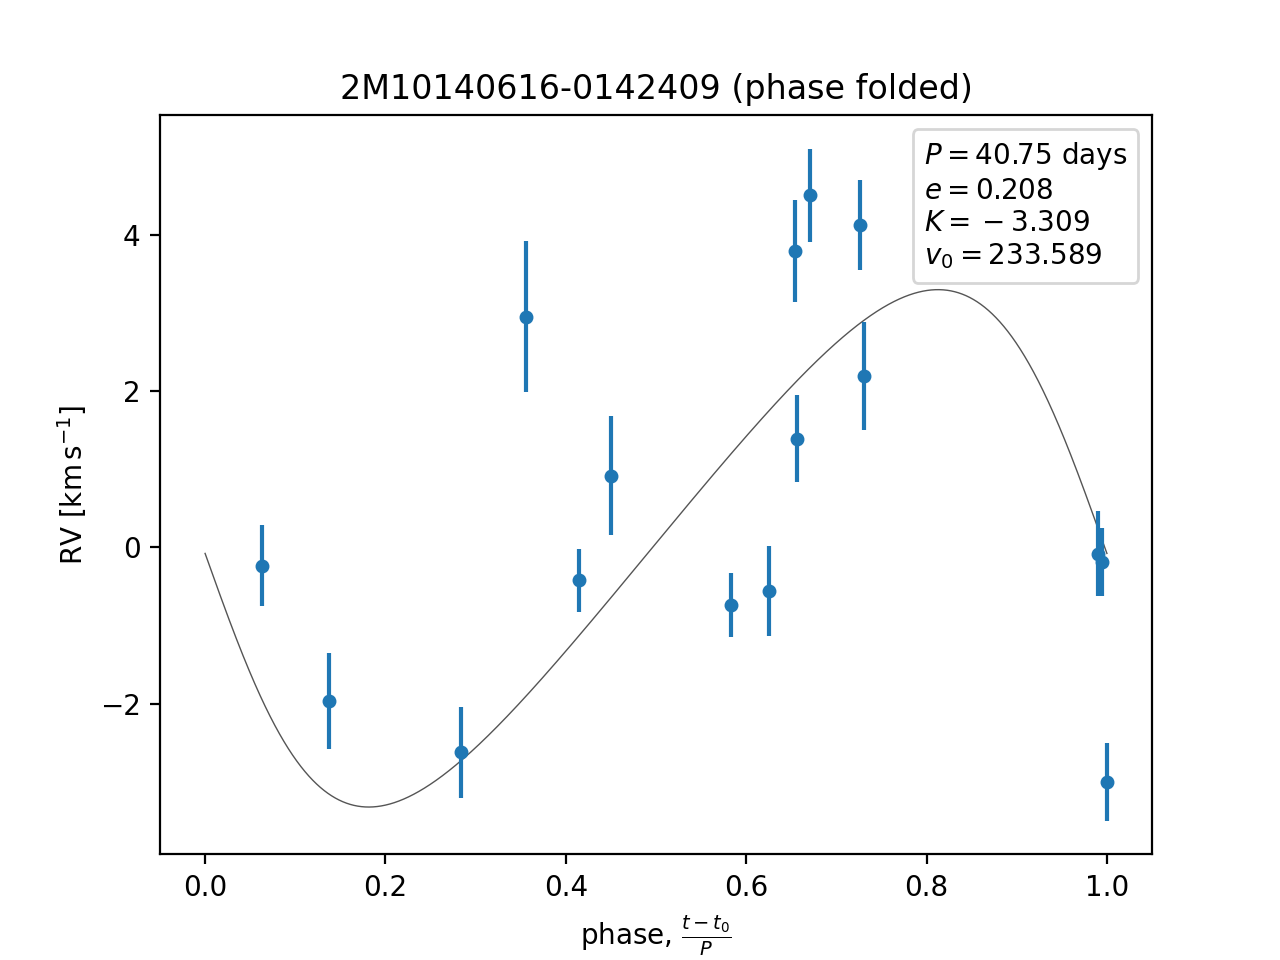 2M10140616-0142409 (phase folded)
P = 40.75 days
e = 0.208
K = −3.309
v₀ = 233.589
4
2
0
−2
RV [km s⁻¹]
0.0 0.2 0.4 0.6 0.8 1.0
phase, (t − t₀)/P